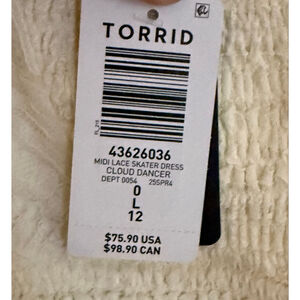 TORRID
43626036
MIDI LACE SKATER DRESS
CLOUD DANCER
DEPT 0054 25SPR4
0
L
12
$75.90 USA
$98.90 CAN